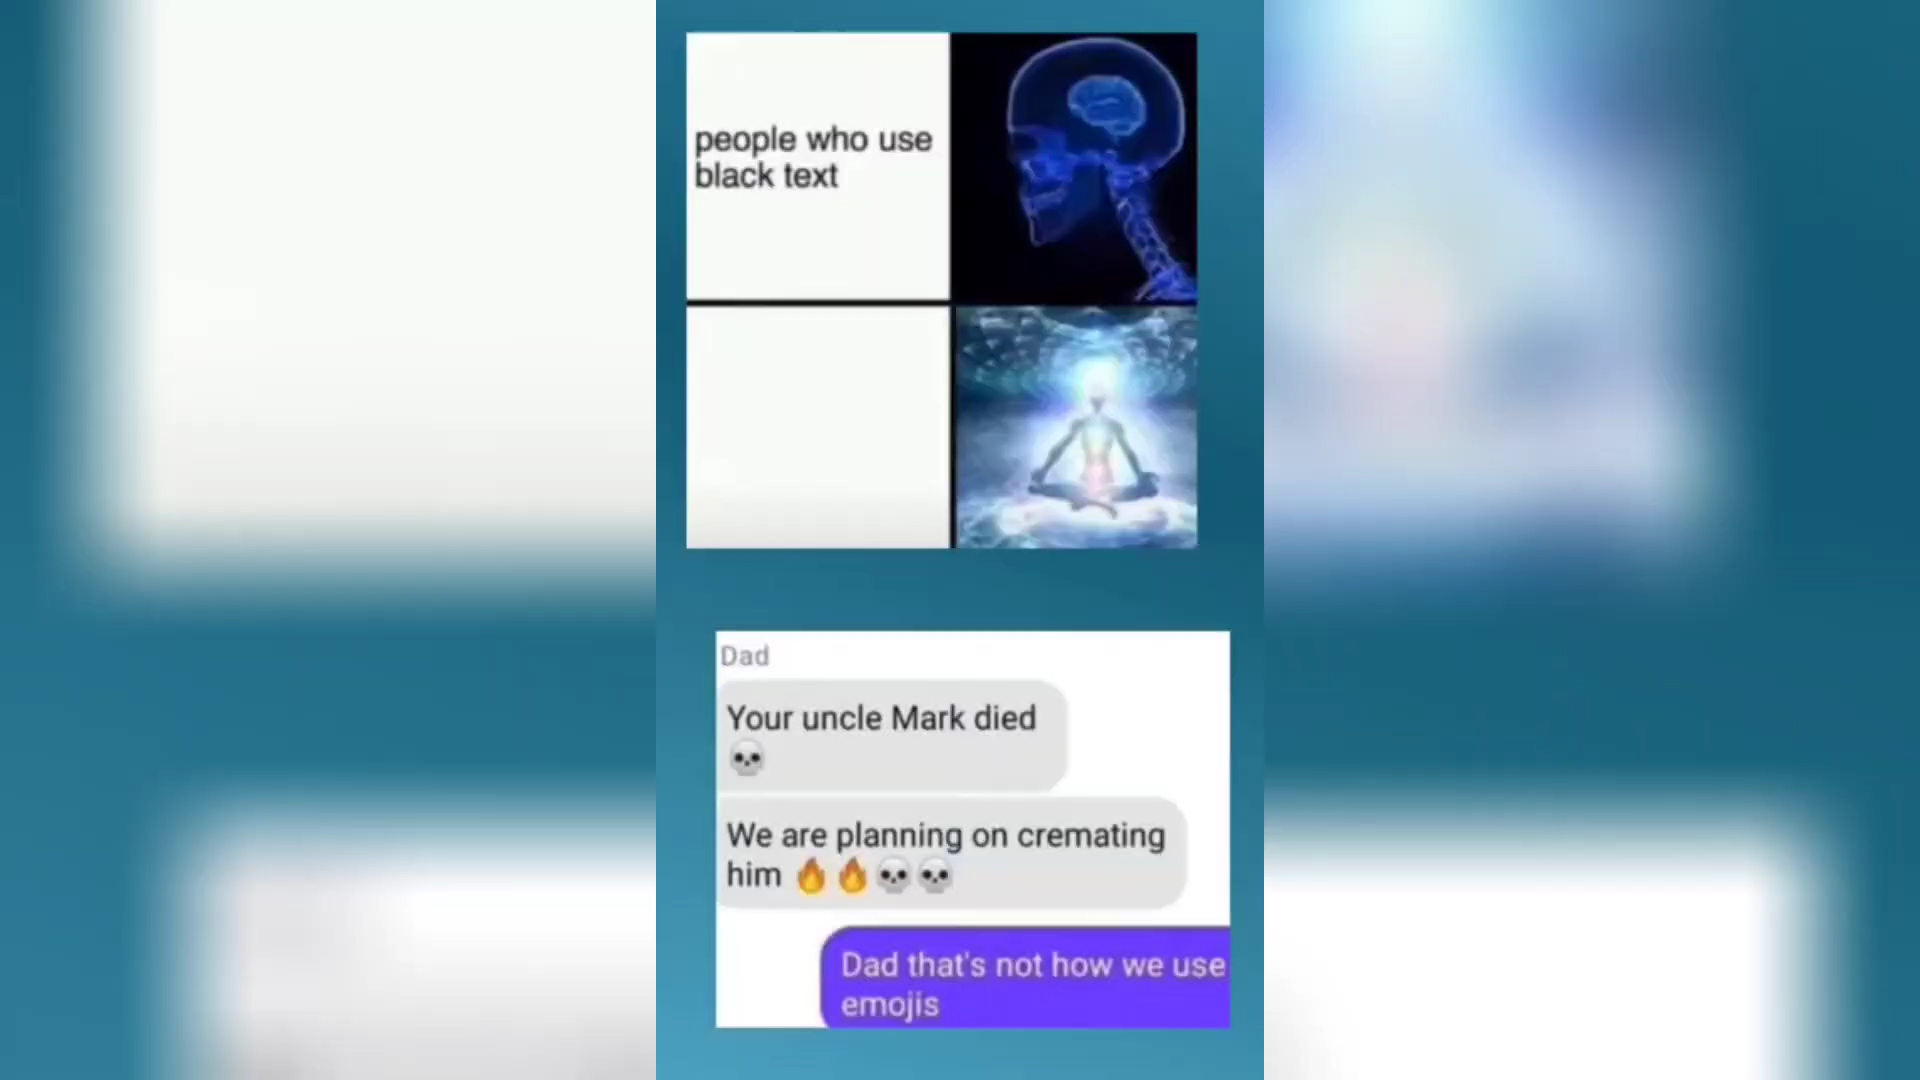 people who use
black text
Dad
Your uncle Mark died
💀
We are planning on cremating
him 🔥🔥💀💀
Dad that's not how we use
emojis